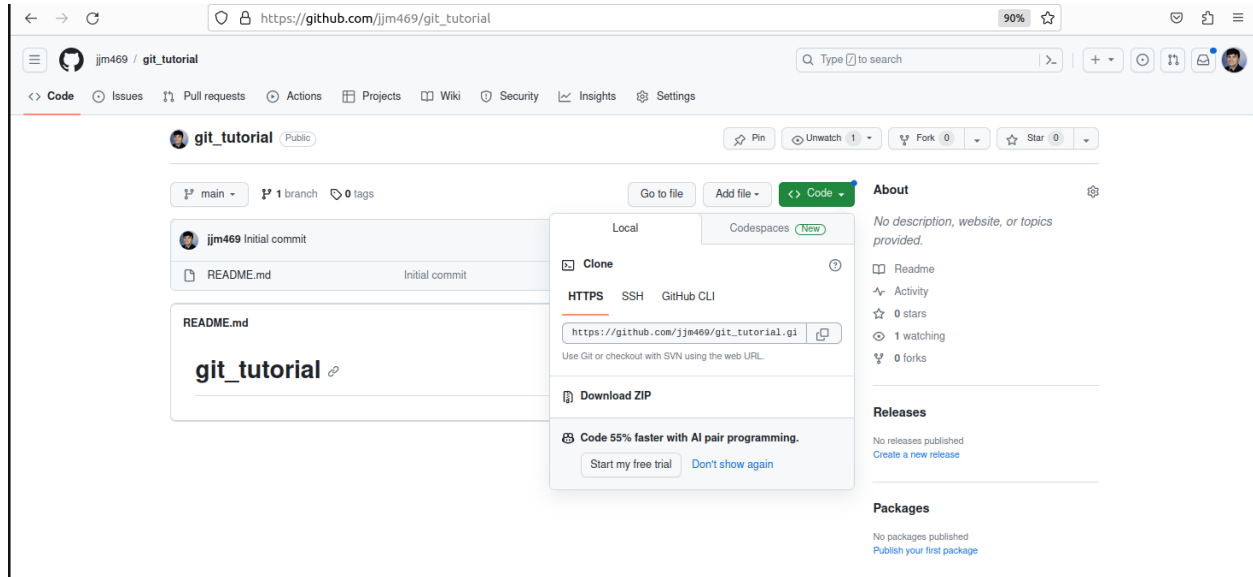 https://github.com/jjm469/git_tutorial
90%
jjm469 / git_tutorial
Type / to search
Code Issues Pull requests Actions Projects Wiki Security Insights Settings
git_tutorial Public
Pin Unwatch 1 Fork 0 Star 0
main 1 branch 0 tags
Go to file Add file <> Code
jjm469 Initial commit
README.md Initial commit
README.md
git_tutorial
Local Codespaces New
Clone
HTTPS SSH GitHub CLI
https://github.com/jjm469/git_tutorial.gi
Use Git or checkout with SVN using the web URL.
Download ZIP
Code 55% faster with AI pair programming.
Start my free trial Don't show again
About
No description, website, or topics
provided.
Readme
Activity
0 stars
1 watching
0 forks
Releases
No releases published
Create a new release
Packages
No packages published
Publish your first package